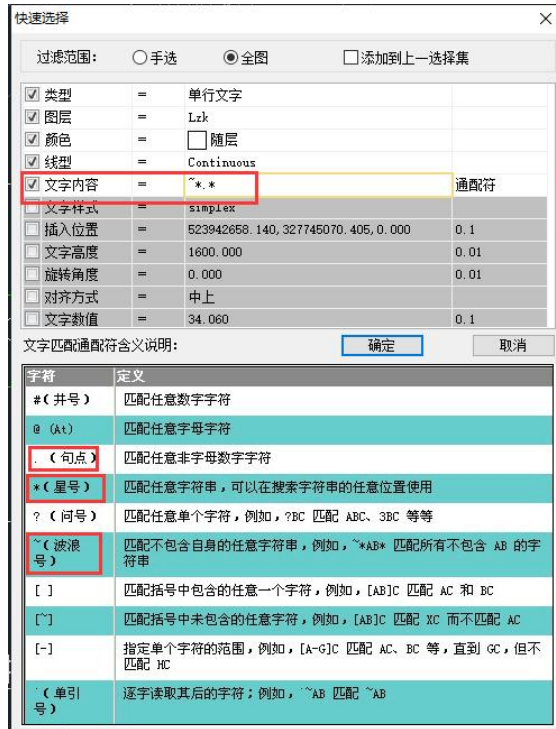 快速选择
过滤范围: 手选 全图 添加到上一选择集
类型 = 单行文字
图层 = Lzk
颜色 = 随层
线型 = Continuous
文字内容 = ~*.* 通配符
文字样式 = simplex
插入位置 = 523942658.140,327745070.405,0.000 0.1
文字高度 = 1600.000 0.01
旋转角度 = 0.000 0.01
对齐方式 = 中上
文字数值 = 34.060 0.1
文字匹配通配符含义说明: 确定 取消
字符 定义
#(井号) 匹配任意数字字符
@ (At) 匹配任意字母字符
. (句点) 匹配任意非字母数字字符
*(星号) 匹配任意字符串,可以在搜索字符串的任意位置使用
? (问号) 匹配任意单个字符,例如,?BC 匹配 ABC、3BC 等等
~(波浪
号) 匹配不包含自身的任意字符串,例如,~*AB* 匹配所有不包含 AB 的字
符串
[ ] 匹配括号中包含的任意一个字符,例如,[AB]C 匹配 AC 和 BC
[~] 匹配括号中未包含的任意字符,例如,[AB]C 匹配 XC 而不匹配 AC
[-] 指定单个字符的范围,例如,[A-G]C 匹配 AC、BC 等,直到 GC,但不
匹配 HC
`(单引
号) 逐字读取其后的字符;例如,`~AB 匹配 ~AB